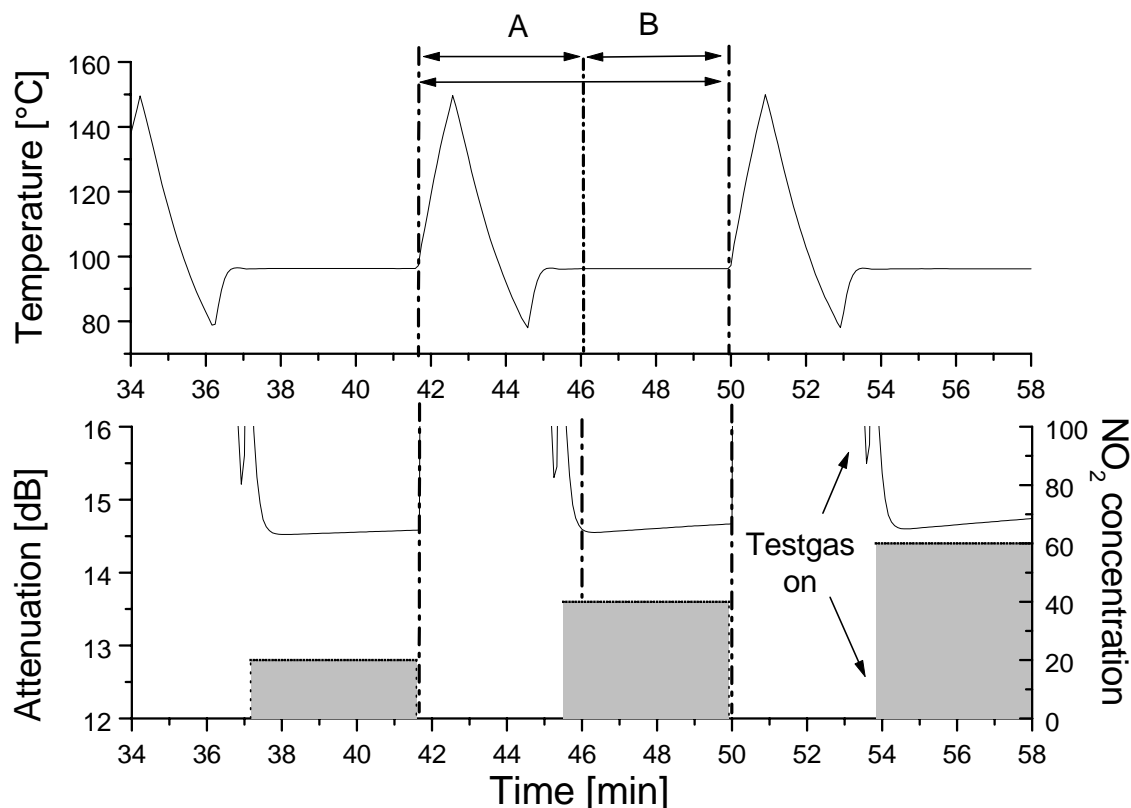 A B
Temperature [°C]
160
140
120
100
80
34 36 38 40 42 44 46 48 50 52 54 56 58
Attenuation [dB]
16
15
14
13
12
Testgas
on
100
80
60
40
20
0
NO₂ concentration
34 36 38 40 42 44 46 48 50 52 54 56 58
Time [min]